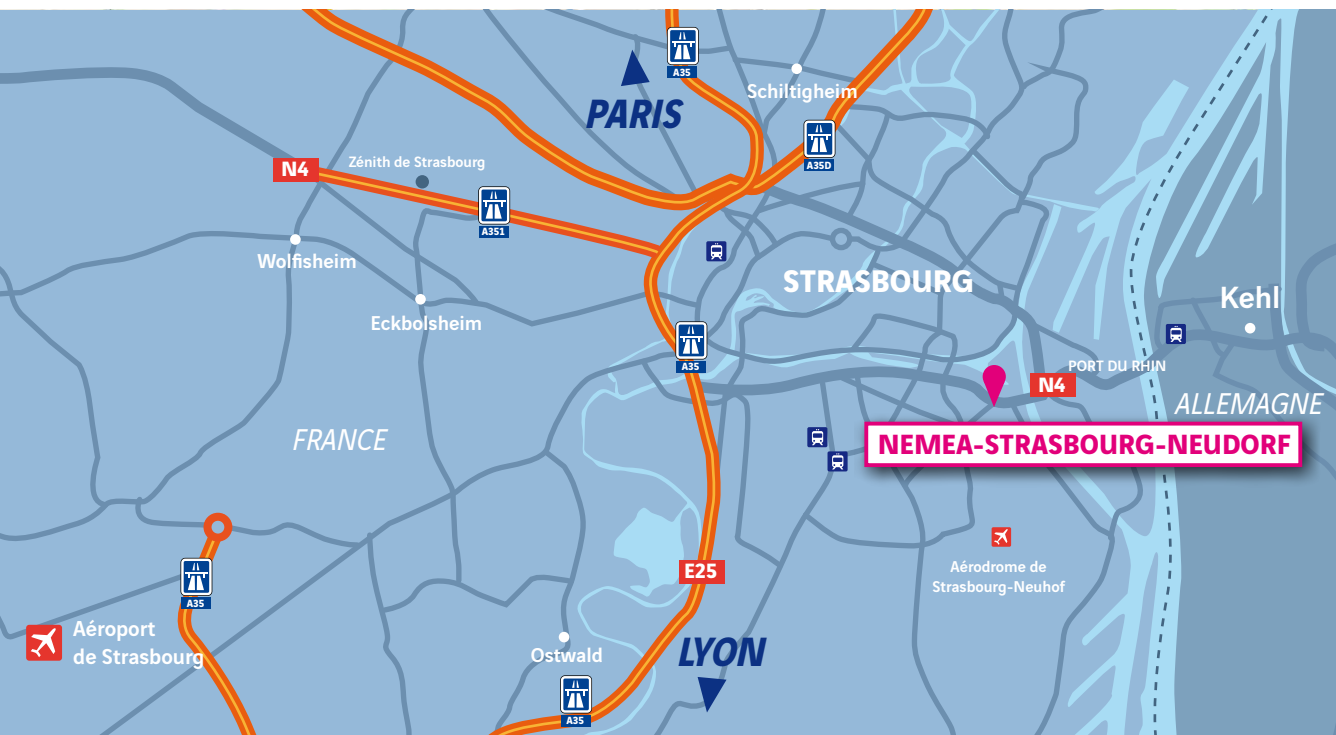 A35
Schiltigheim
PARIS
A35D
Zénith de Strasbourg
N4
A351
Wolfisheim
STRASBOURG
Kehl
Eckbolsheim
A35
PORT DU RHIN
N4
ALLEMAGNE
FRANCE
NEMEA-STRASBOURG-NEUDORF
E25
Aérodrome de
Strasbourg-Neuhof
A35
Aéroport
de Strasbourg
Ostwald
LYON
A35